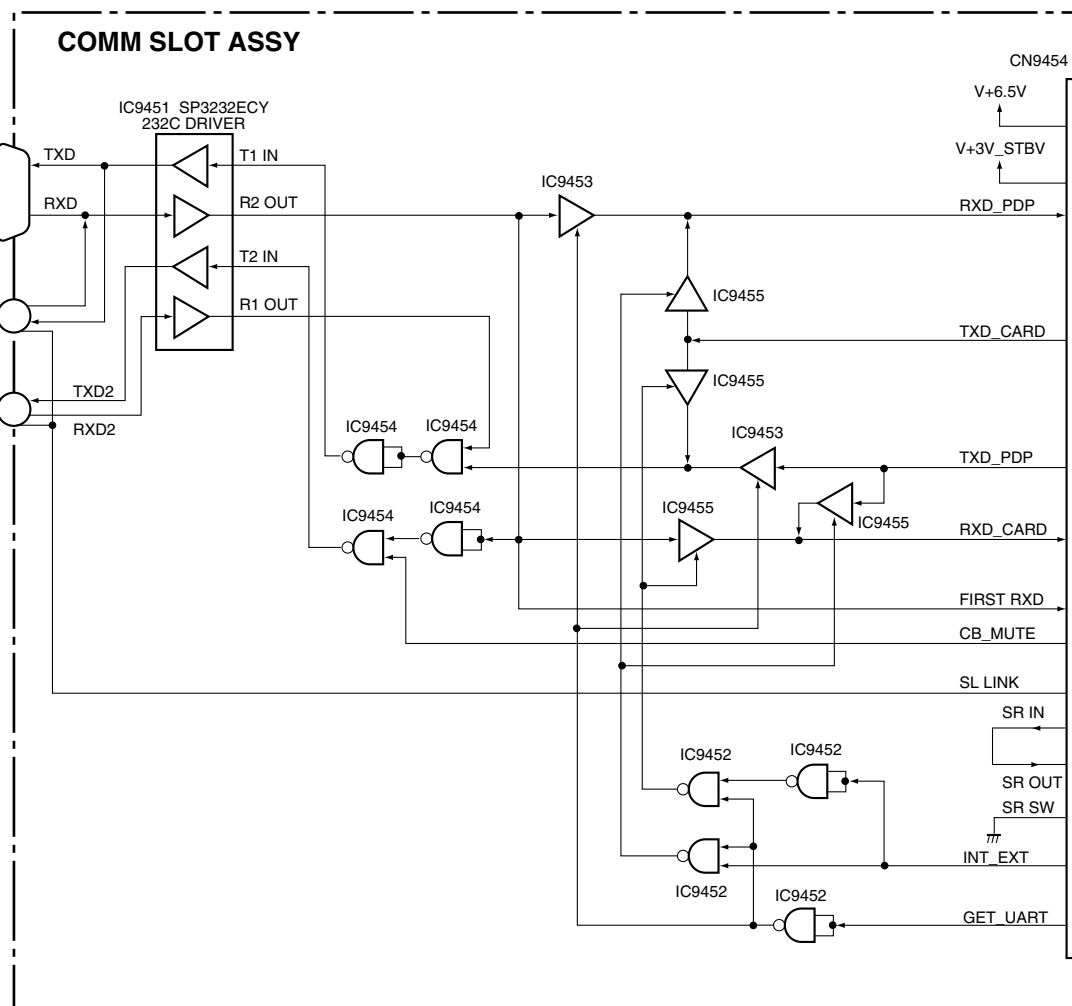 COMM SLOT ASSY
CN9454
V+6.5V
IC9451 SP3232ECY
232C DRIVER
TXD
T1 IN
V+3V_STBV
IC9453
RXD
R2 OUT
RXD_PDP
T2 IN
IC9455
R1 OUT
TXD_CARD
IC9455
TXD2
RXD2
IC9454
IC9454
IC9453
TXD_PDP
IC9454
IC9454
IC9455
IC9455
RXD_CARD
FIRST RXD
CB_MUTE
SL LINK
SR IN
IC9452
IC9452
SR OUT
SR SW
INT_EXT
IC9452
IC9452
GET_UART